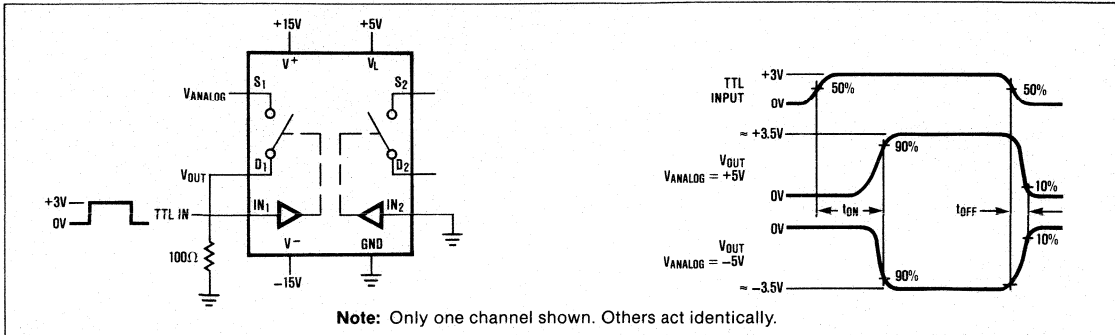 +15V +5V
V+ VL
S1 S2
VANALOG
D1 D2
VOUT
+3V
0V
TTL IN IN1 IN2
100Ω
V− GND
−15V
TTL INPUT
+3V
0V
50% 50%
≈ +3.5V
VOUT
VANALOG = +5V
90%
10%
0V
tON tOFF
0V
VOUT
VANALOG = −5V
10%
90%
≈ −3.5V
Note: Only one channel shown. Others act identically.